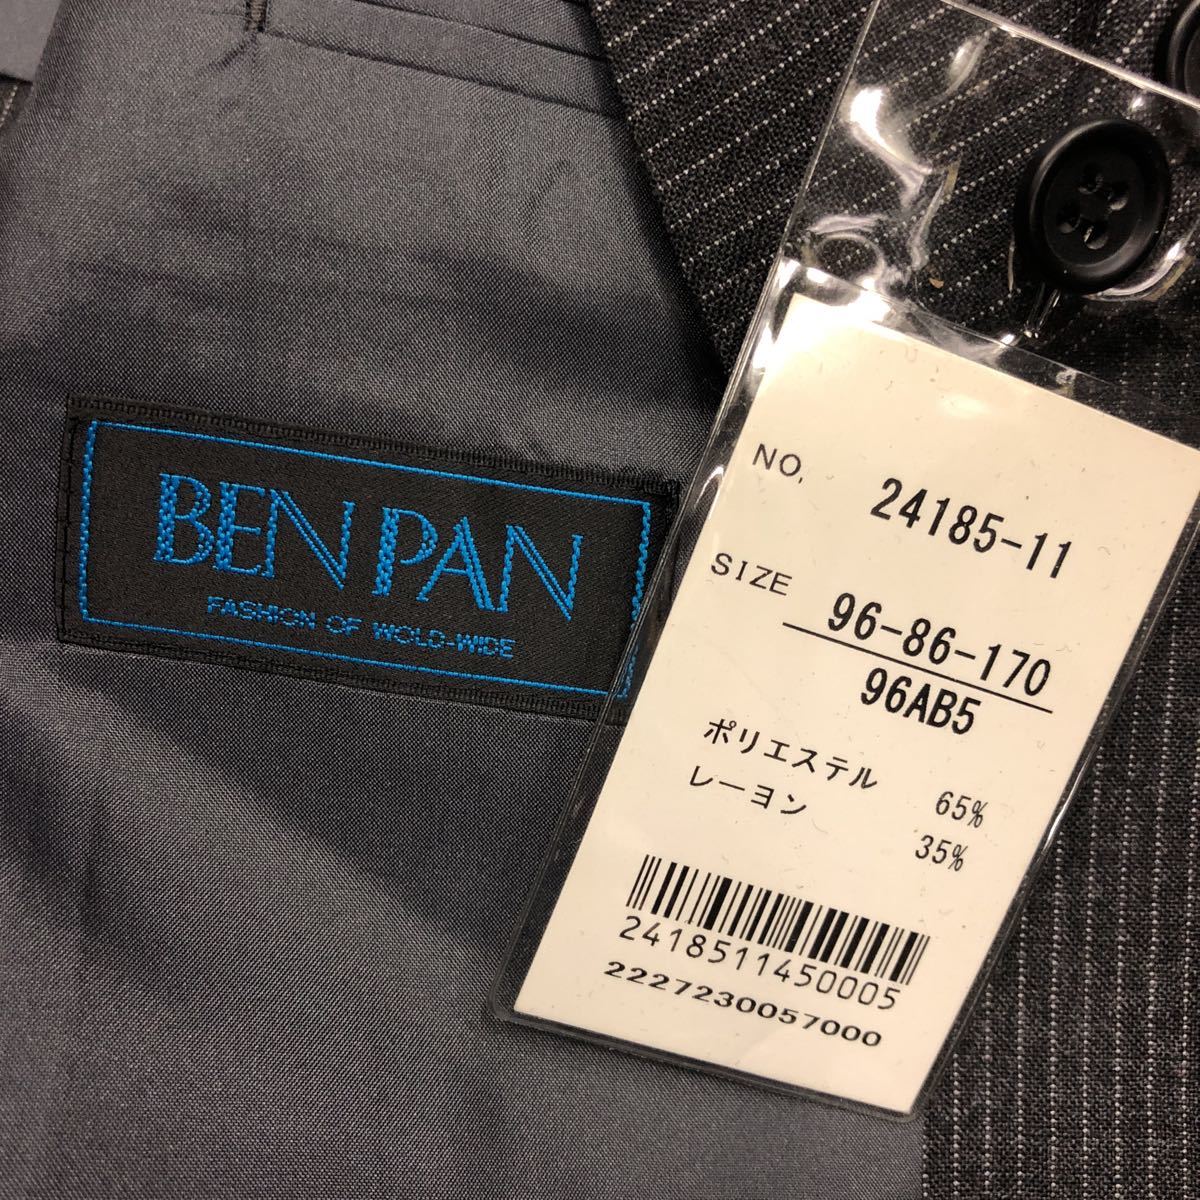 BEN PAN
FASHION OF WOLD-WIDE
NO. 24185-11
SIZE 96-86-170
96AB5
ポリエステル 65%
レーヨン 35%
2418511450005
2227230057000